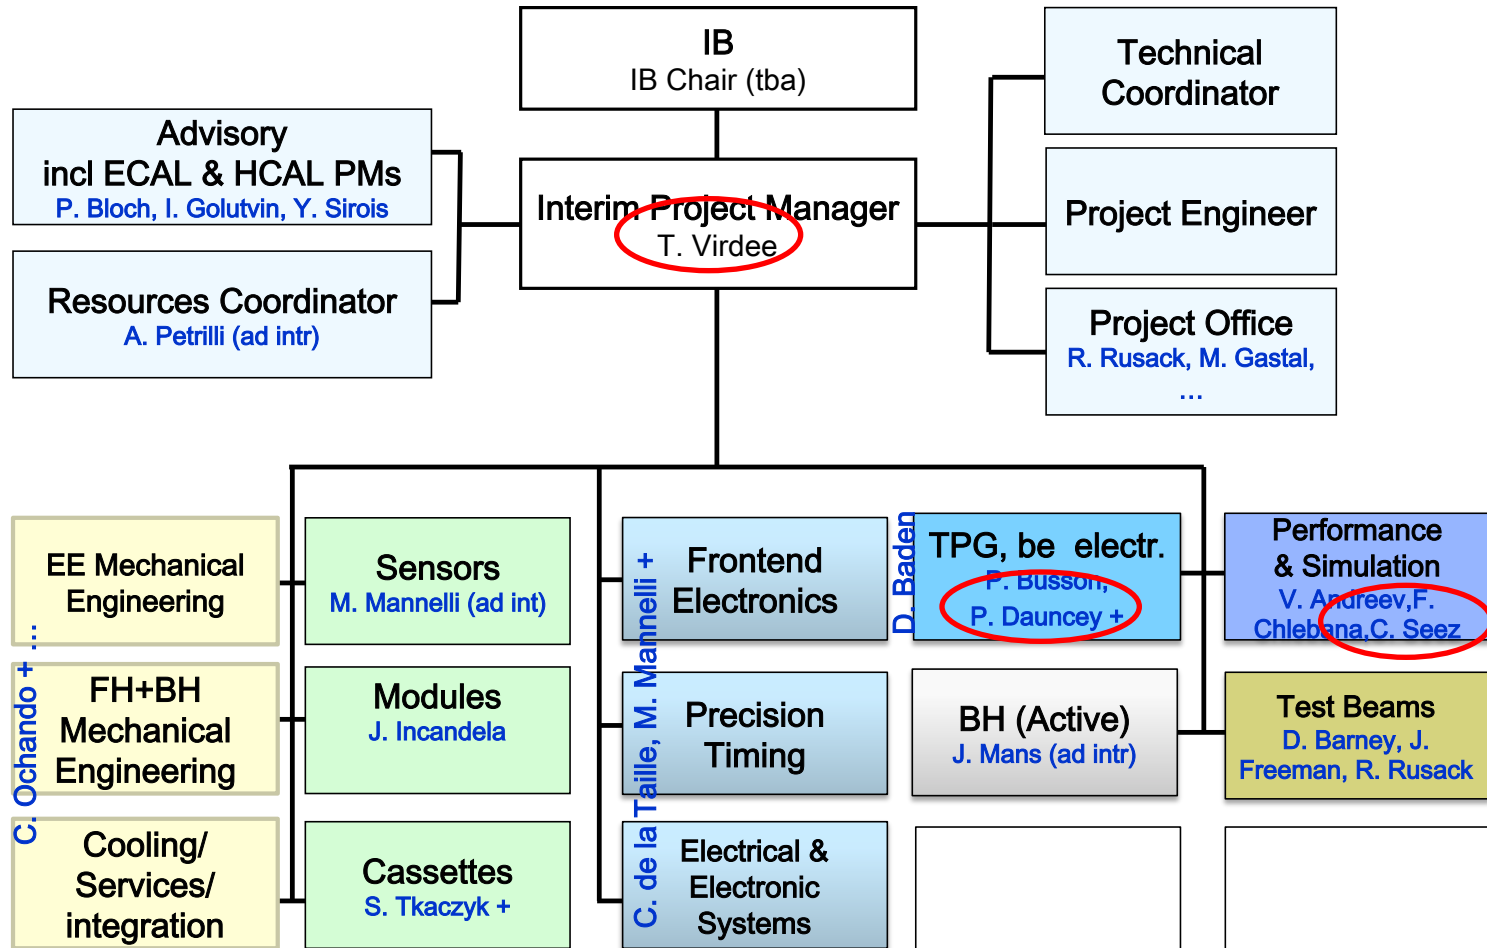 IB
IB Chair (tba)
Technical
Coordinator
Advisory
incl ECAL & HCAL PMs
P. Bloch, I. Golutvin, Y. Sirois
Interim Project Manager
T. Virdee
Project Engineer
Resources Coordinator
A. Petrilli (ad intr)
Project Office
R. Rusack, M. Gastal,
...
EE Mechanical
Engineering
FH+BH
Mechanical
Engineering
Cooling/
Services/
integration
C. Ochando + ...
Sensors
M. Mannelli (ad int)
Modules
J. Incandela
Cassettes
S. Tkaczyk +
Frontend
Electronics
Precision
Timing
Electrical &
Electronic
Systems
C. de la Taille, M. Mannelli +
TPG, be electr.
P. Busson,
P. Dauncey +
D. Baden
BH (Active)
J. Mans (ad intr)
Performance
& Simulation
V. Andreev,F.
Chlebana,C. Seez
Test Beams
D. Barney, J.
Freeman, R. Rusack